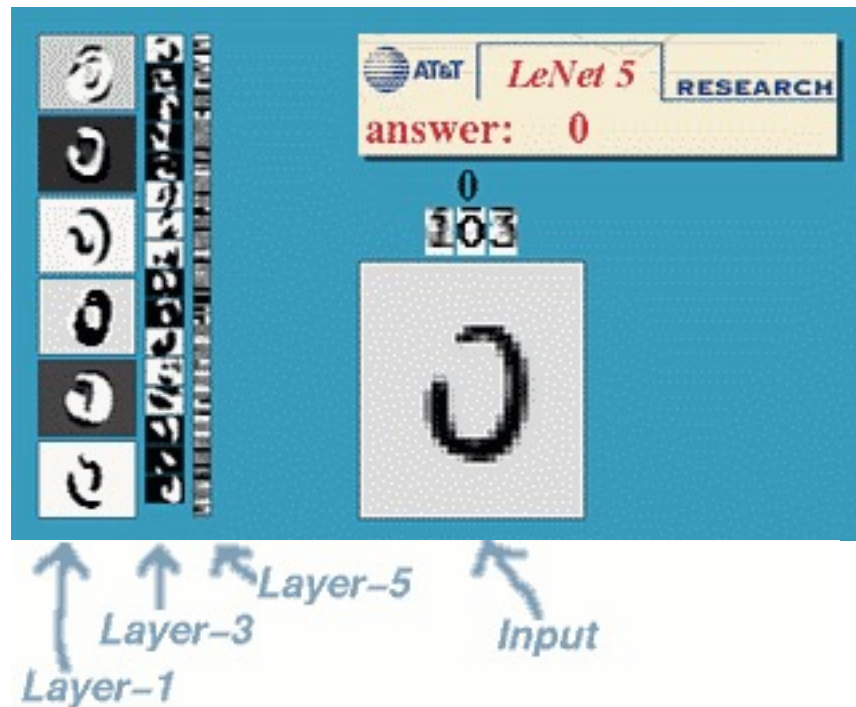 AT&T LeNet 5 RESEARCH
answer: 0
0
103
Layer-5
Layer-3
Input
Layer-1